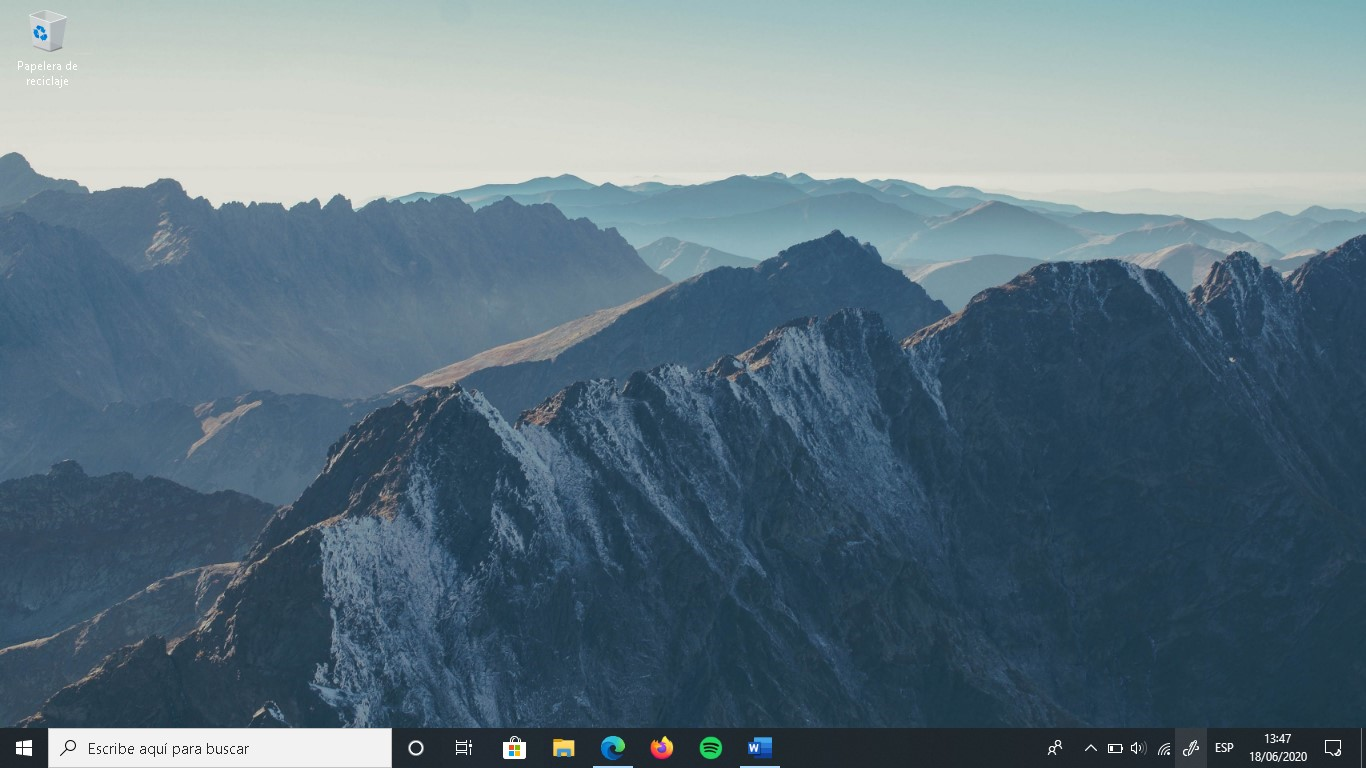 Papelera de
reciclaje
Escribe aquí para buscar
W
ESP
13:47
18/06/2020